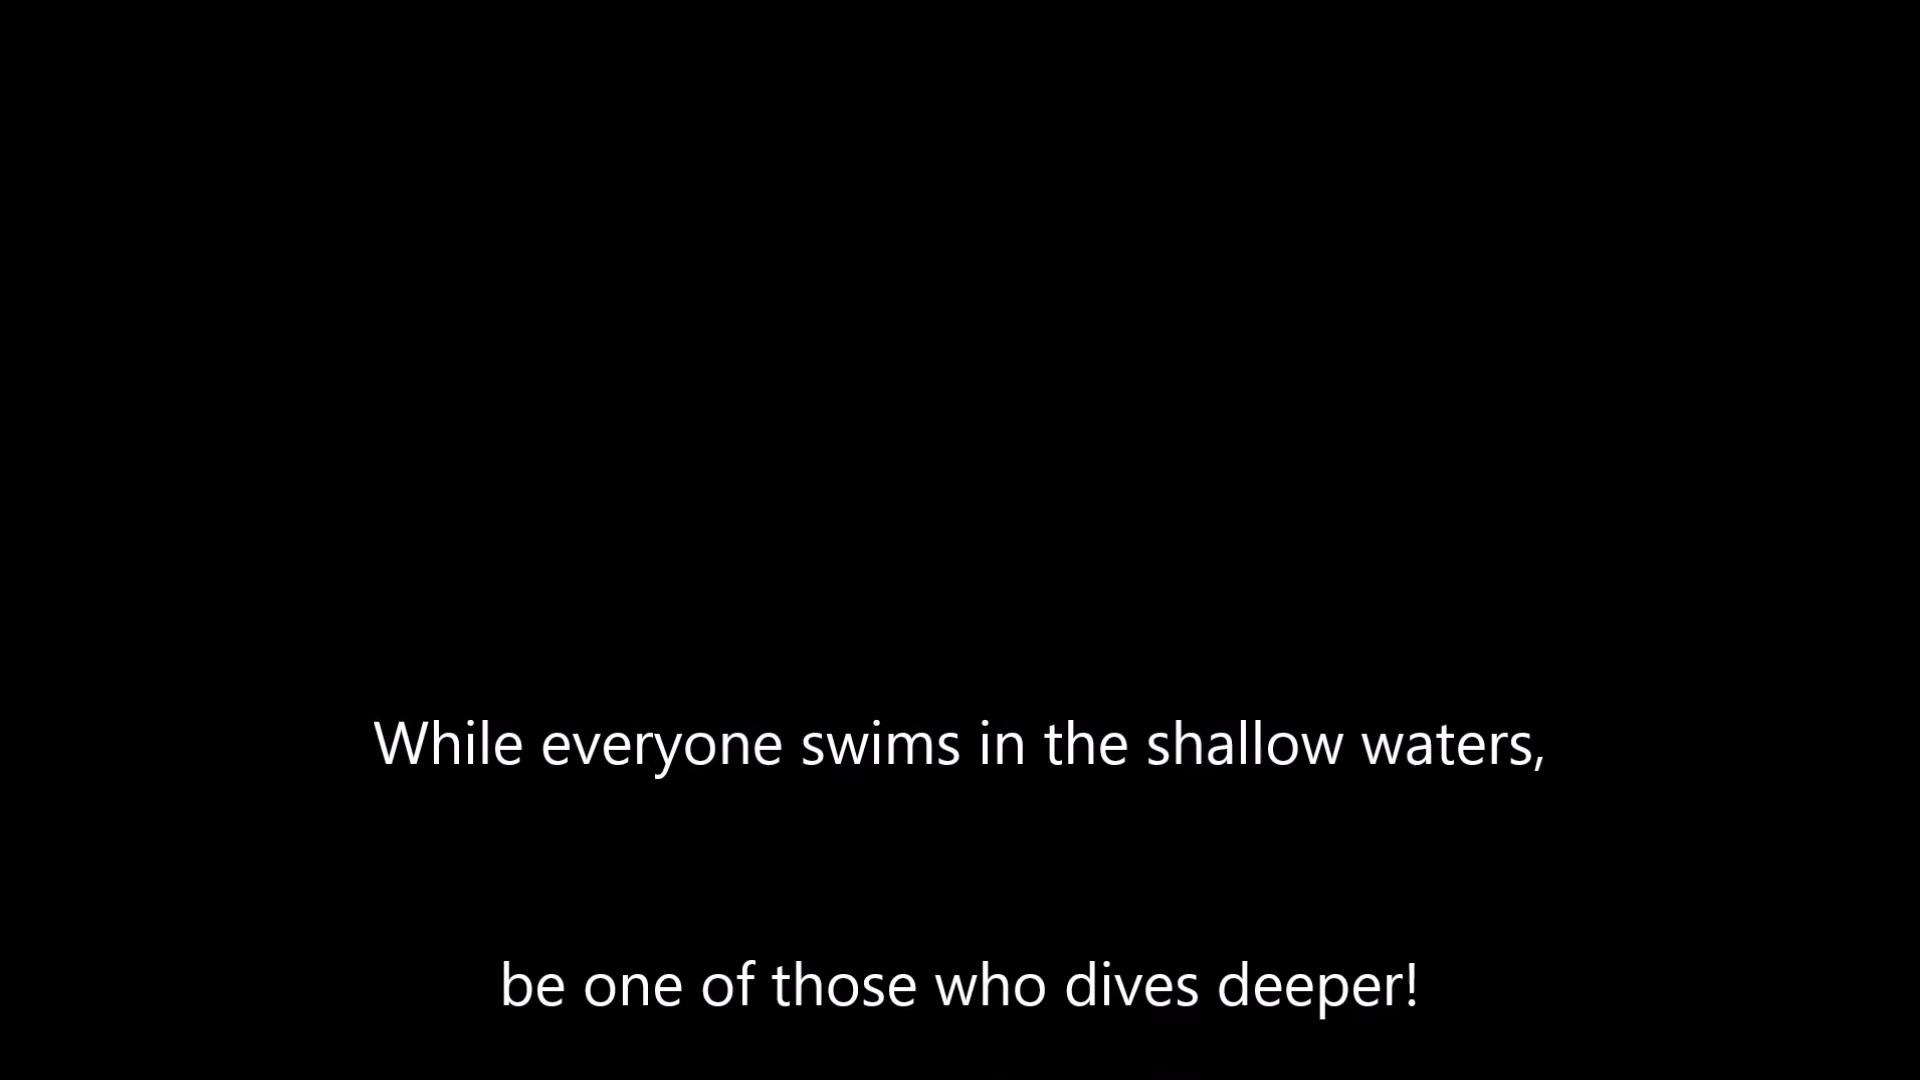 While everyone swims in the shallow waters,
be one of those who dives deeper!